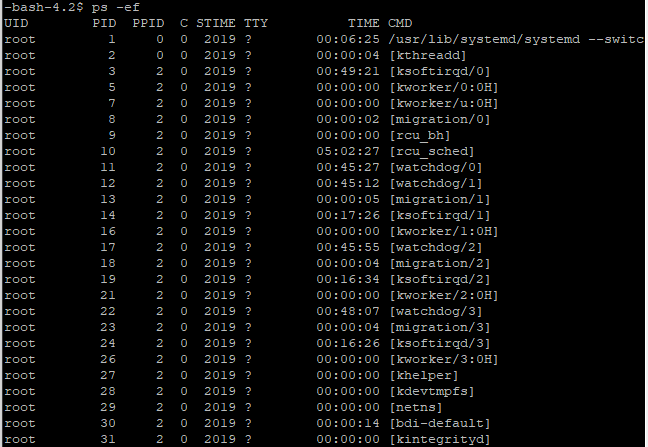 -bash-4.2$ ps -ef
UID        PID  PPID  C STIME TTY          TIME CMD
root         1     0  0  2019 ?        00:06:25 /usr/lib/systemd/systemd --switc
root         2     0  0  2019 ?        00:00:04 [kthreadd]
root         3     2  0  2019 ?        00:49:21 [ksoftirqd/0]
root         5     2  0  2019 ?        00:00:00 [kworker/0:0H]
root         7     2  0  2019 ?        00:00:00 [kworker/u:0H]
root         8     2  0  2019 ?        00:00:02 [migration/0]
root         9     2  0  2019 ?        00:00:00 [rcu_bh]
root        10     2  0  2019 ?        05:02:27 [rcu_sched]
root        11     2  0  2019 ?        00:45:27 [watchdog/0]
root        12     2  0  2019 ?        00:45:12 [watchdog/1]
root        13     2  0  2019 ?        00:00:05 [migration/1]
root        14     2  0  2019 ?        00:17:26 [ksoftirqd/1]
root        16     2  0  2019 ?        00:00:00 [kworker/1:0H]
root        17     2  0  2019 ?        00:45:55 [watchdog/2]
root        18     2  0  2019 ?        00:00:04 [migration/2]
root        19     2  0  2019 ?        00:16:34 [ksoftirqd/2]
root        21     2  0  2019 ?        00:00:00 [kworker/2:0H]
root        22     2  0  2019 ?        00:48:07 [watchdog/3]
root        23     2  0  2019 ?        00:00:04 [migration/3]
root        24     2  0  2019 ?        00:16:26 [ksoftirqd/3]
root        26     2  0  2019 ?        00:00:00 [kworker/3:0H]
root        27     2  0  2019 ?        00:00:00 [khelper]
root        28     2  0  2019 ?        00:00:00 [kdevtmpfs]
root        29     2  0  2019 ?        00:00:00 [netns]
root        30     2  0  2019 ?        00:00:14 [bdi-default]
root        31     2  0  2019 ?        00:00:00 [kintegrityd]